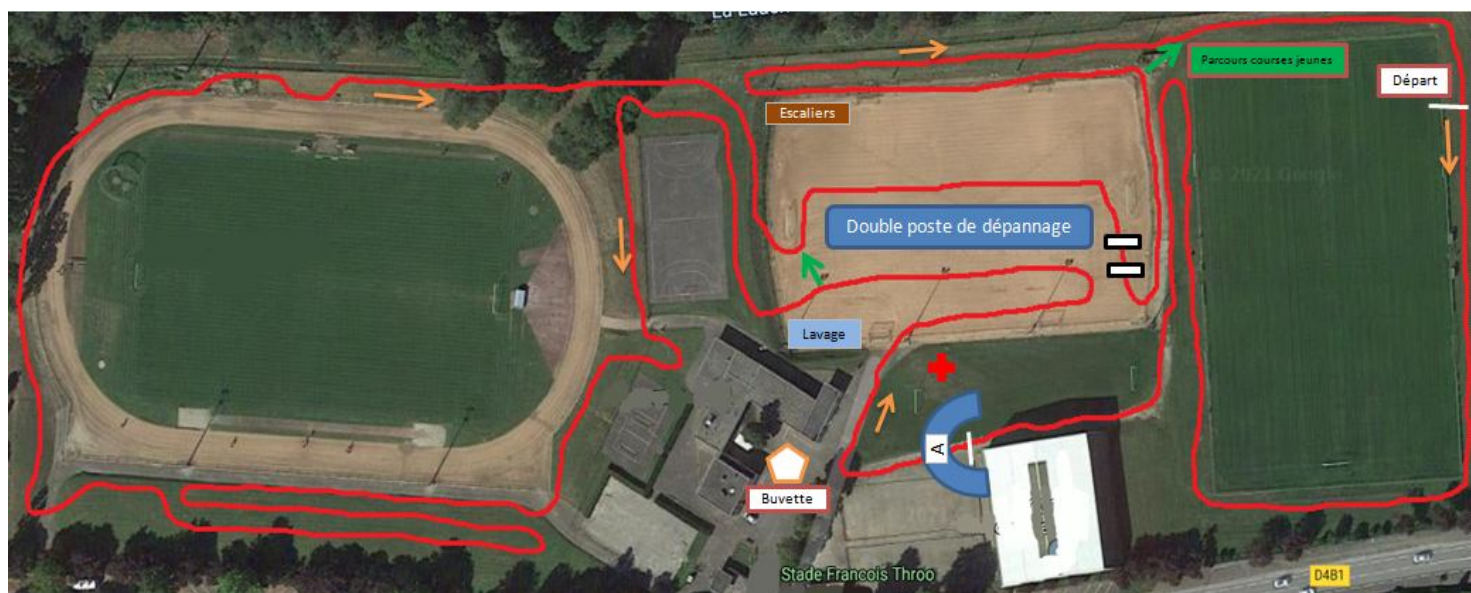 Parcours courses jeunes
Départ
Escaliers
© 2021 Google
Double poste de dépannage
Lavage
A
Buvette
Stade Francois Throo
D481